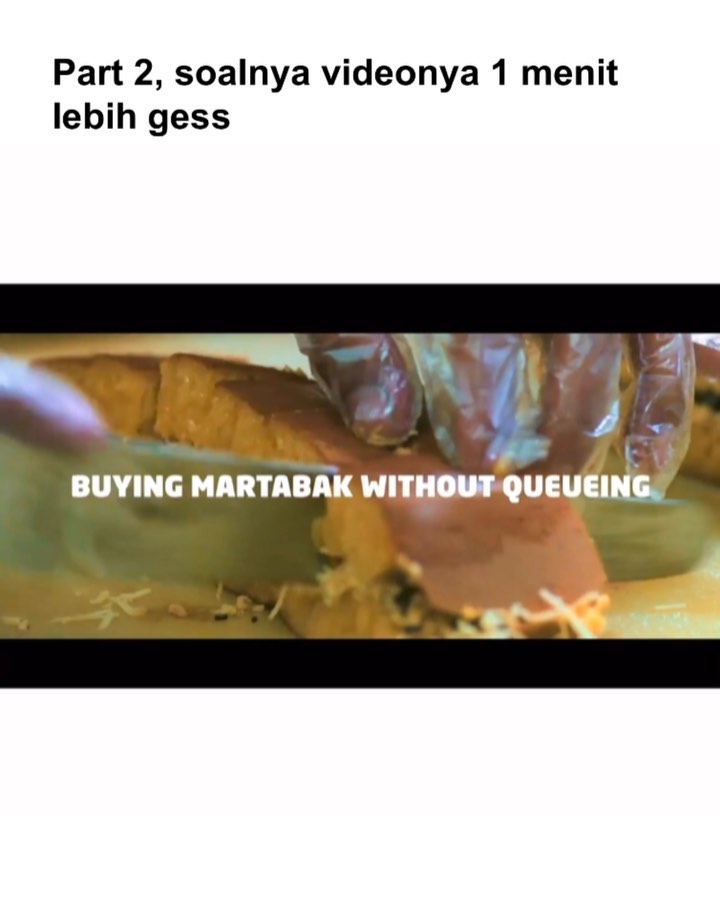 Part 2, soalnya videonya 1 menit
lebih gess
BUYING MARTABAK WITHOUT QUEUEING